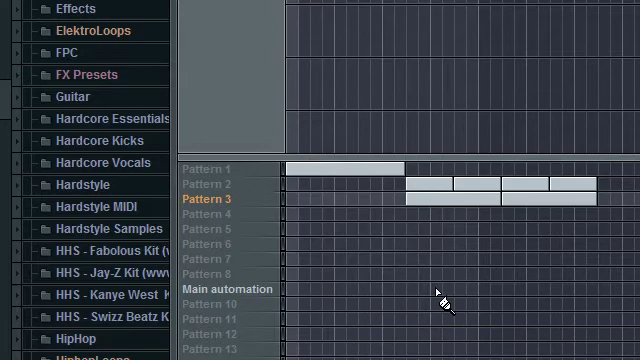 Effects
ElektroLoops
FPC
FX Presets
Guitar
Hardcore Essentials
Hardcore Kicks
Hardcore Vocals
Hardstyle
Hardstyle MIDI
Hardstyle Samples
HHS - Fabolous Kit (w
HHS - Jay-Z Kit (ww
HHS - Kanye West K
HHS - Swizz Beatz K
HipHop
HiphopLoops
Pattern 1
Pattern 2
Pattern 3
Pattern 4
Pattern 5
Pattern 6
Pattern 7
Pattern 8
Main automation
Pattern 10
Pattern 11
Pattern 12
Pattern 13